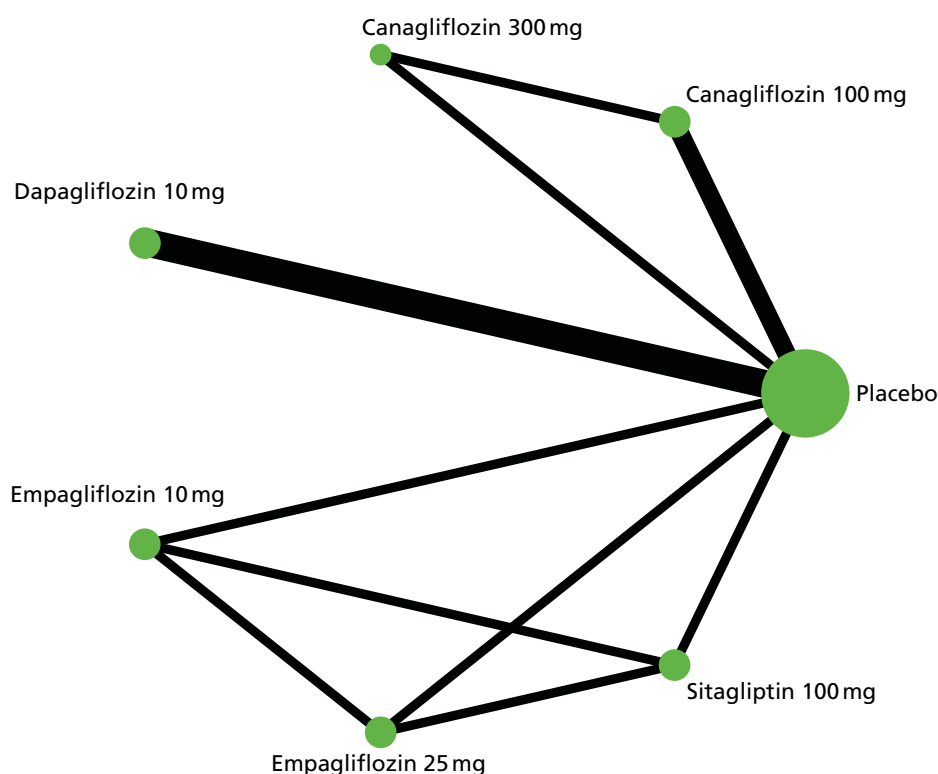 Canagliflozin 300 mg
Canagliflozin 100 mg
Dapagliflozin 10 mg
Placebo
Empagliflozin 10 mg
Sitagliptin 100 mg
Empagliflozin 25 mg